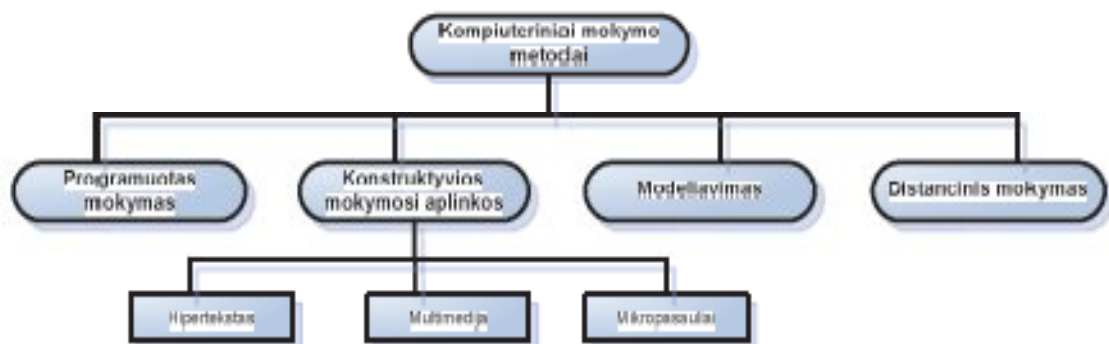 Kompiuteriniai mokymo
metodai
Programuotas
mokymas
Konstruktyvios
mokymosi aplinkos
Modeliavimas
Distancinis mokymas
Hipertekstas
Multimedija
Mikropasauliai